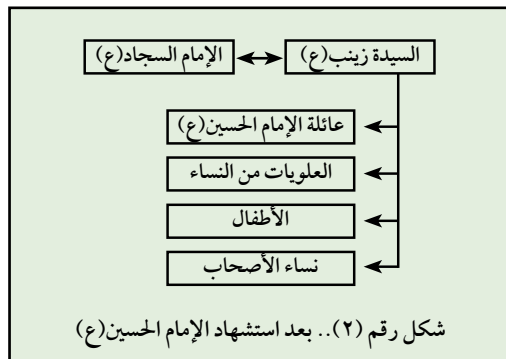 السيدة زينب(ع)
الإمام السجاد(ع)
عائلة الإمام الحسين(ع)
العلويات من النساء
الأطفال
نساء الأصحاب
شكل رقم (٢).. بعد استشهاد الإمام الحسين(ع)